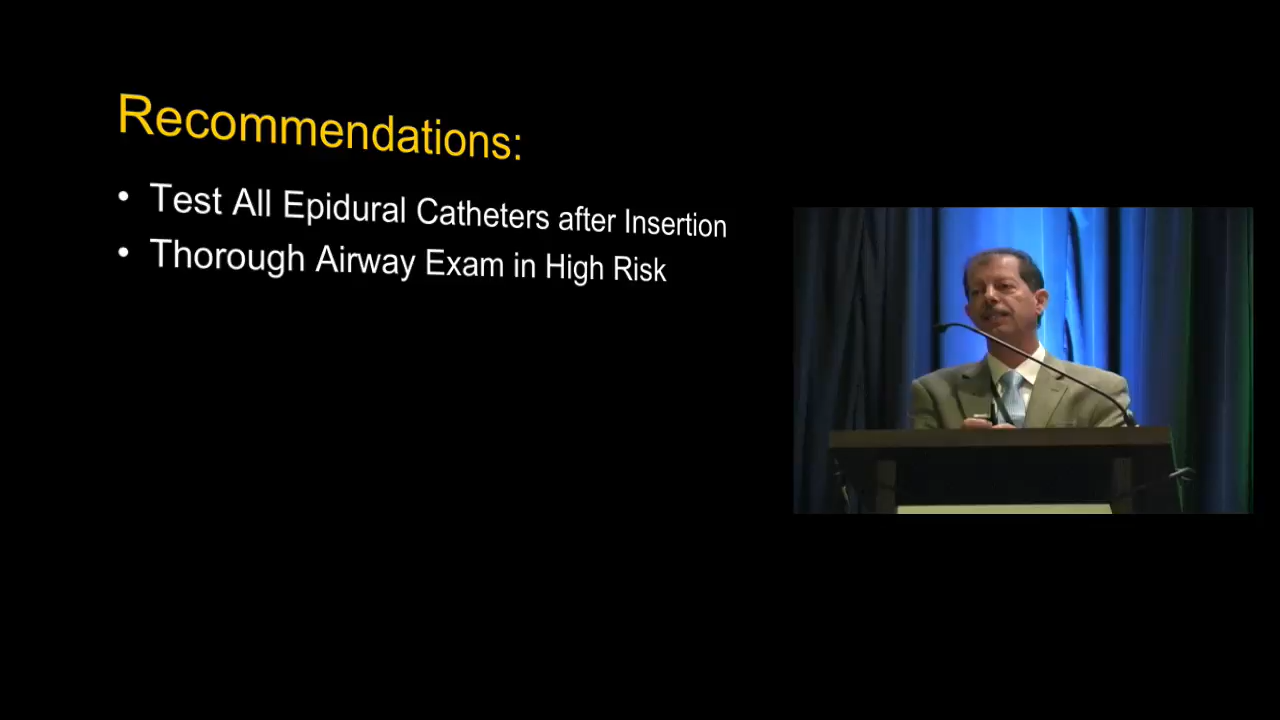 Recommendations:
• Test All Epidural Catheters after Insertion
• Thorough Airway Exam in High Risk